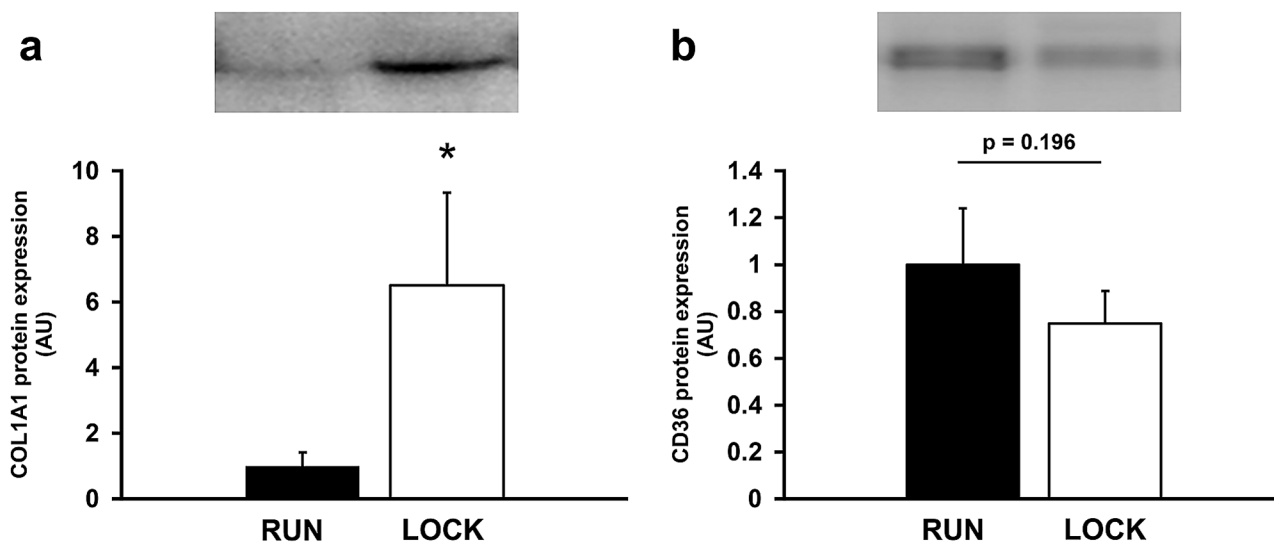 a
*
COL1A1 protein expression
(AU)
10
8
6
4
2
0
RUN LOCK
b
p = 0.196
CD36 protein expression
(AU)
1.4
1.2
1
0.8
0.6
0.4
0.2
0
RUN LOCK